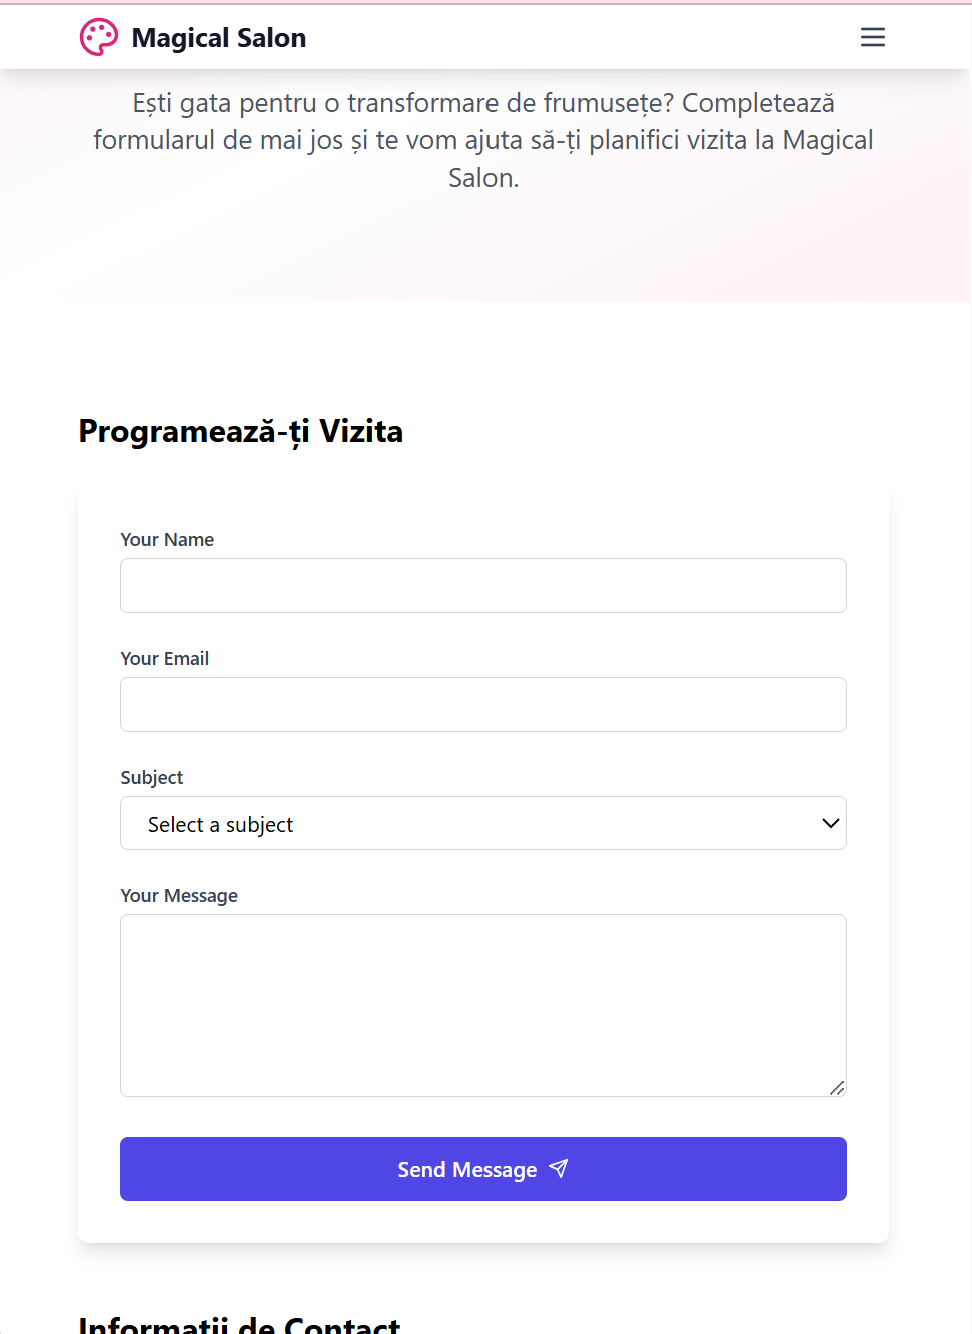 Magical Salon
Ești gata pentru o transformare de frumusețe? Completează
formularul de mai jos și te vom ajuta să-ți planifici vizita la Magical
Salon.
Programează-ți Vizita
Your Name
Your Email
Subject
Select a subject
Your Message
Send Message
Informații de Contact